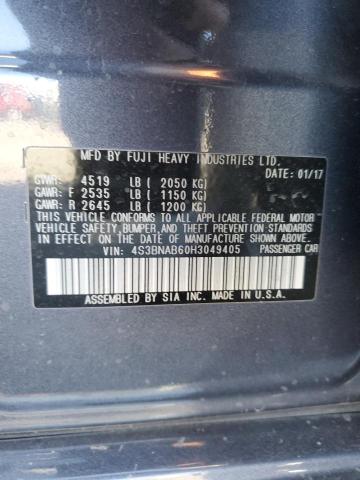 MFD BY FUJI HEAVY INDUSTRIES LTD.
DATE: 01/17
GVWR: 4519 LB ( 2050 KG)
GAWR: F 2535 LB ( 1150 KG)
GAWR: R 2645 LB ( 1200 KG)
THIS VEHICLE CONFORMS TO ALL APPLICABLE FEDERAL MOTOR
VEHICLE SAFETY, BUMPER, AND THEFT PREVENTION
STANDARDS IN EFFECT ON THE
DATE OF MANUFACTURE SHOWN ABOVE.
VIN: 4S3BNAB60H3049405 PASSENGER CAR
ASSEMBLED BY SIA INC. MADE IN U.S.A.